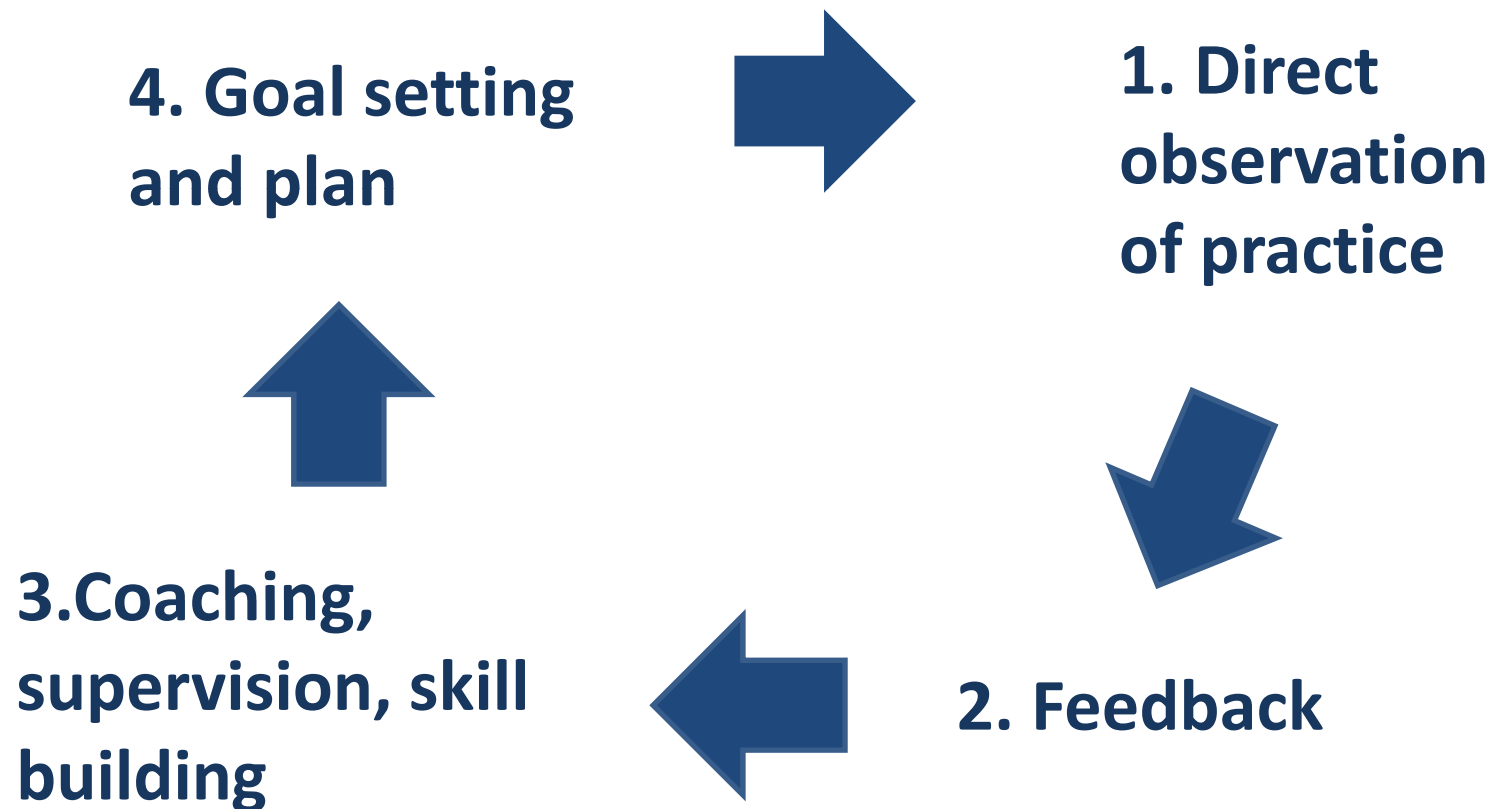 4. Goal setting
and plan
1. Direct
observation
of practice
3.Coaching,
supervision, skill
building
2. Feedback